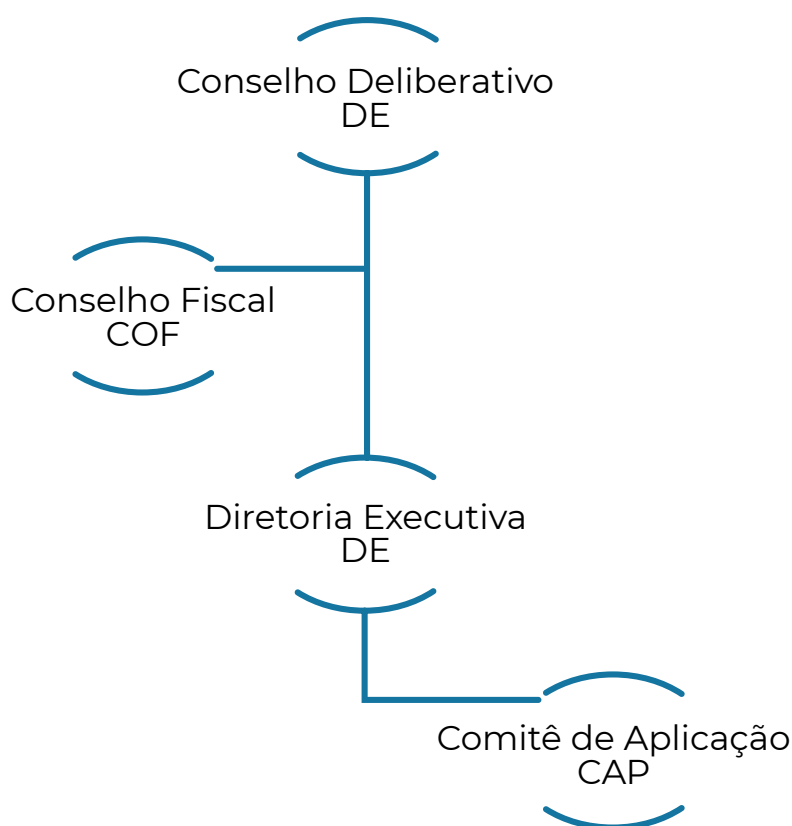 Conselho Deliberativo
DE
Conselho Fiscal
COF
Diretoria Executiva
DE
Comitê de Aplicação
CAP